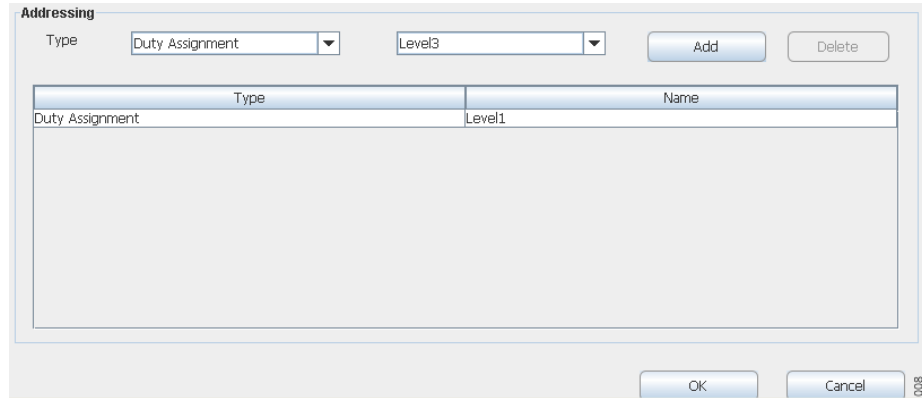 Addressing
Type Duty Assignment Level3 Add Delete
Type Name
Duty Assignment Level1
OK Cancel
008